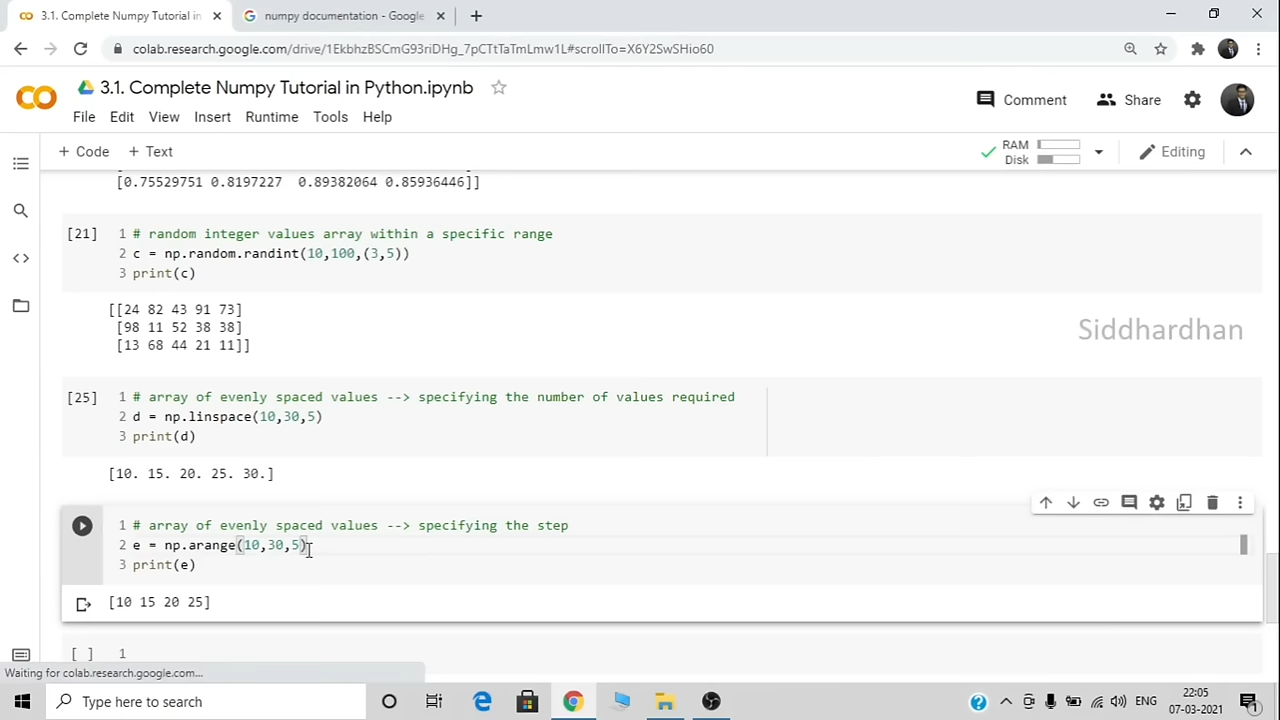 3.1. Complete Numpy Tutorial in
numpy documentation - Google
colab.research.google.com/drive/1EkbhzBSCmG93riDHg_7pCTtTaTmLmw1L#scrollTo=X6Y2SwSHio60
3.1. Complete Numpy Tutorial in Python.ipynb
Comment
Share
File Edit View Insert Runtime Tools Help
+ Code + Text
RAM
Disk
Editing
[0.75529751 0.8197227  0.89382064 0.85936446]]
[21] 1 # random integer values array within a specific range
2 c = np.random.randint(10,100,(3,5))
3 print(c)
[[24 82 43 91 73]
[98 11 52 38 38]
[13 68 44 21 11]]
Siddhardhan
[25] 1 # array of evenly spaced values --> specifying the number of values required
2 d = np.linspace(10,30,5)
3 print(d)
[10. 15. 20. 25. 30.]
1 # array of evenly spaced values --> specifying the step
2 e = np.arange(10,30,5)
3 print(e)
[10 15 20 25]
[ ] 1
Waiting for colab.research.google.com...
Type here to search
ENG
22:05
07-03-2021